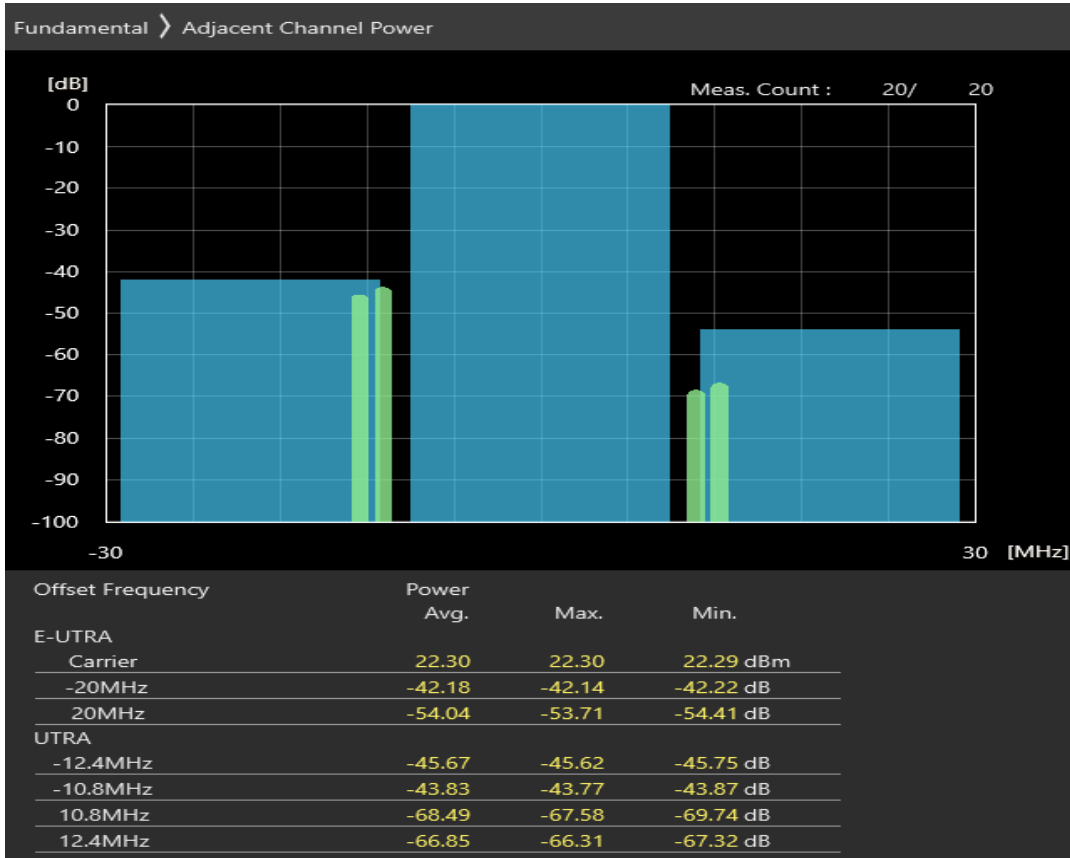 Fundamental 〉 Adjacent Channel Power
[dB]
Meas. Count : 20/ 20
0
-10
-20
-30
-40
-50
-60
-70
-80
-90
-100
-30 30 [MHz]
Offset Frequency Power
Avg. Max. Min.
E-UTRA
Carrier 22.30 22.30 22.29 dBm
-20MHz -42.18 -42.14 -42.22 dB
20MHz -54.04 -53.71 -54.41 dB
UTRA
-12.4MHz -45.67 -45.62 -45.75 dB
-10.8MHz -43.83 -43.77 -43.87 dB
10.8MHz -68.49 -67.58 -69.74 dB
12.4MHz -66.85 -66.31 -67.32 dB